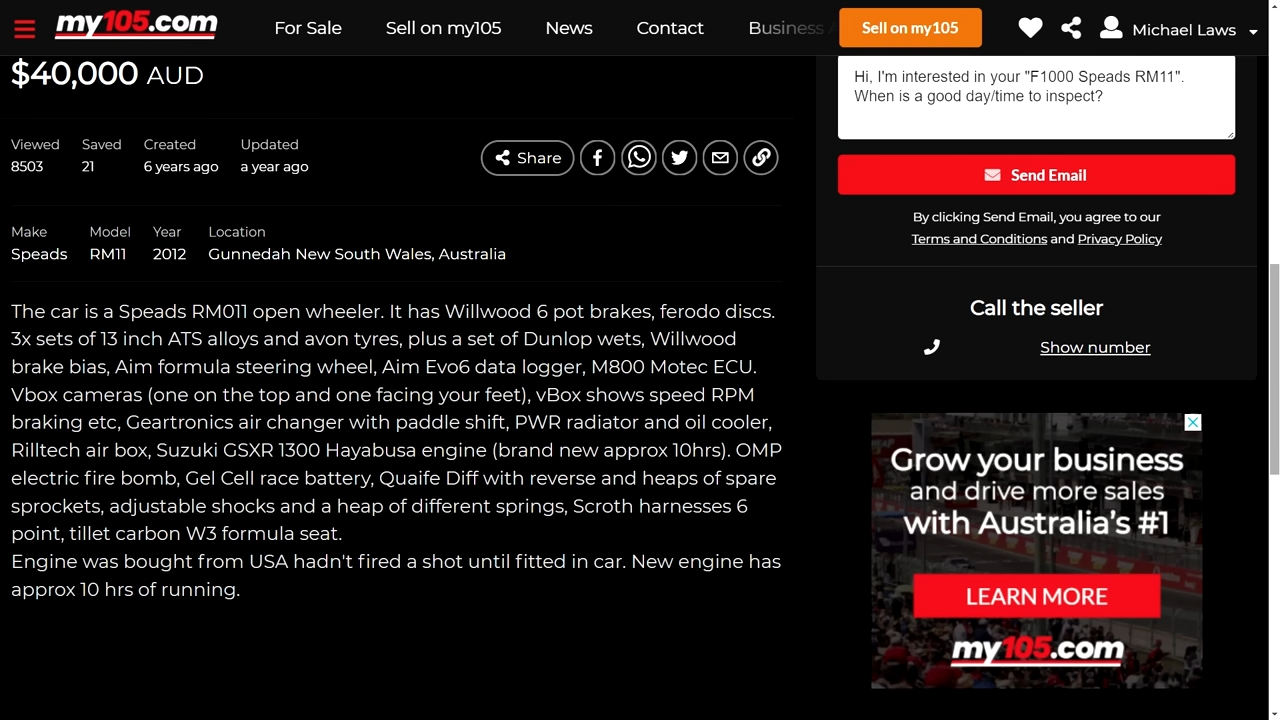 my105.com
For Sale
Sell on my105
News
Contact
Business
Sell on my105
Michael Laws
$40,000 AUD
Viewed Saved Created Updated
8503 21 6 years ago a year ago
Share
Make Model Year Location
Speads RM11 2012 Gunnedah New South Wales, Australia
The car is a Speads RM011 open wheeler. It has Willwood 6 pot brakes, ferodo discs.
3x sets of 13 inch ATS alloys and avon tyres, plus a set of Dunlop wets, Willwood
brake bias, Aim formula steering wheel, Aim Evo6 data logger, M800 Motec ECU.
Vbox cameras (one on the top and one facing your feet), vBox shows speed RPM
braking etc, Geartronics air changer with paddle shift, PWR radiator and oil cooler,
Rilltech air box, Suzuki GSXR 1300 Hayabusa engine (brand new approx 10hrs). OMP
electric fire bomb, Gel Cell race battery, Quaife Diff with reverse and heaps of spare
sprockets, adjustable shocks and a heap of different springs, Scroth harnesses 6
point, tillet carbon W3 formula seat.
Engine was bought from USA hadn't fired a shot until fitted in car. New engine has
approx 10 hrs of running.
Hi, I'm interested in your "F1000 Speads RM11".
When is a good day/time to inspect?
Send Email
By clicking Send Email, you agree to our
Terms and Conditions and Privacy Policy
Call the seller
Show number
Grow your business
and drive more sales
with Australia's #1
LEARN MORE
my105.com